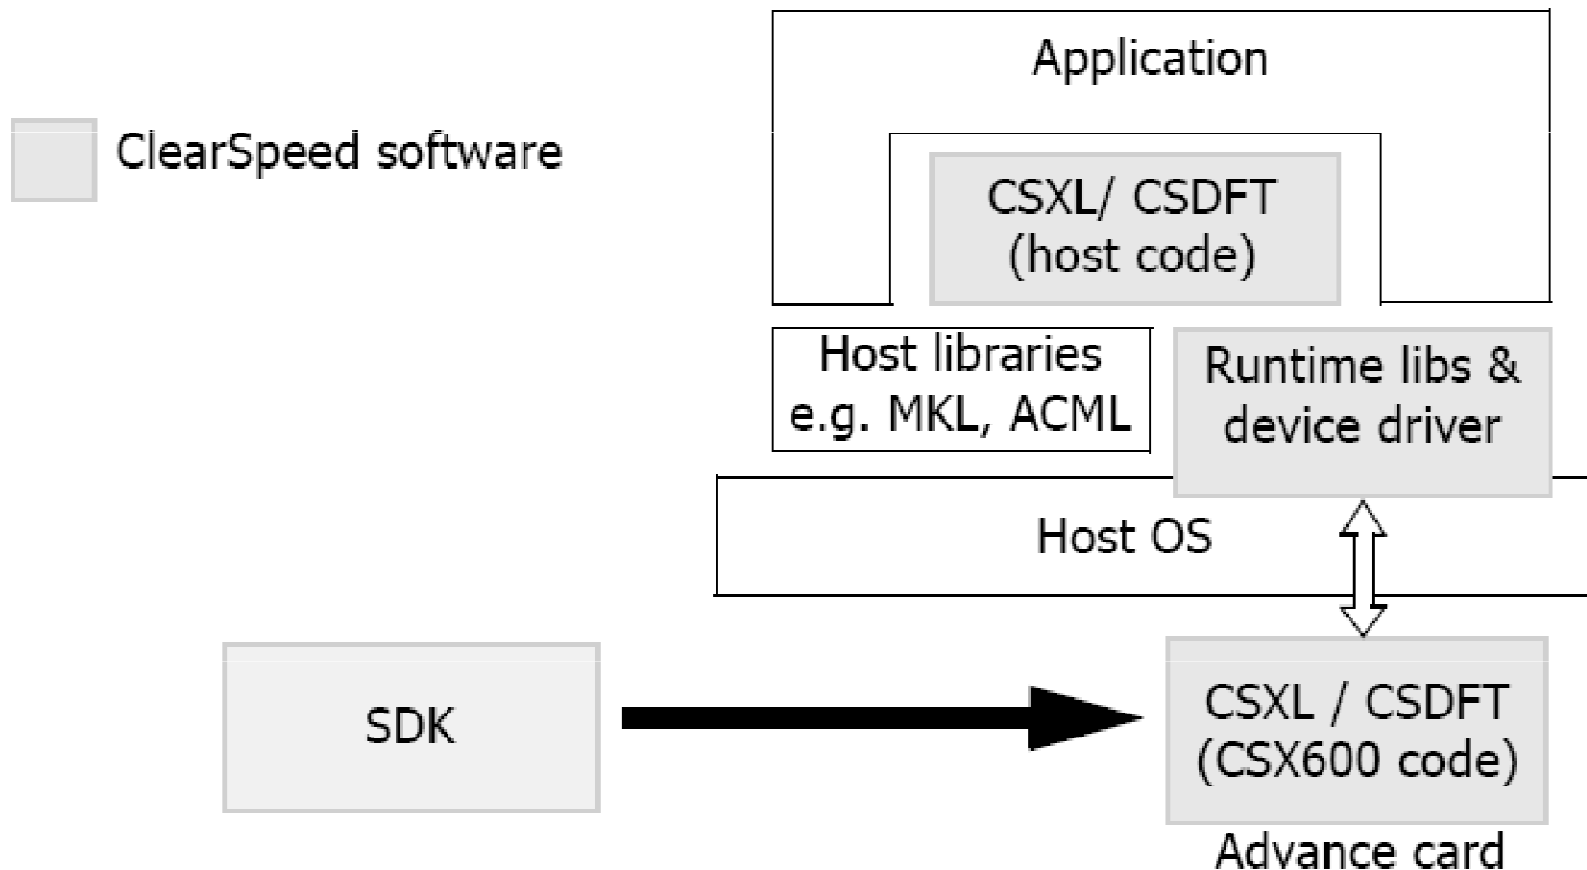 Application
ClearSpeed software
CSXL/ CSDFT
(host code)
Host libraries
e.g. MKL, ACML
Runtime libs &
device driver
Host OS
SDK
CSXL / CSDFT
(CSX600 code)
Advance card